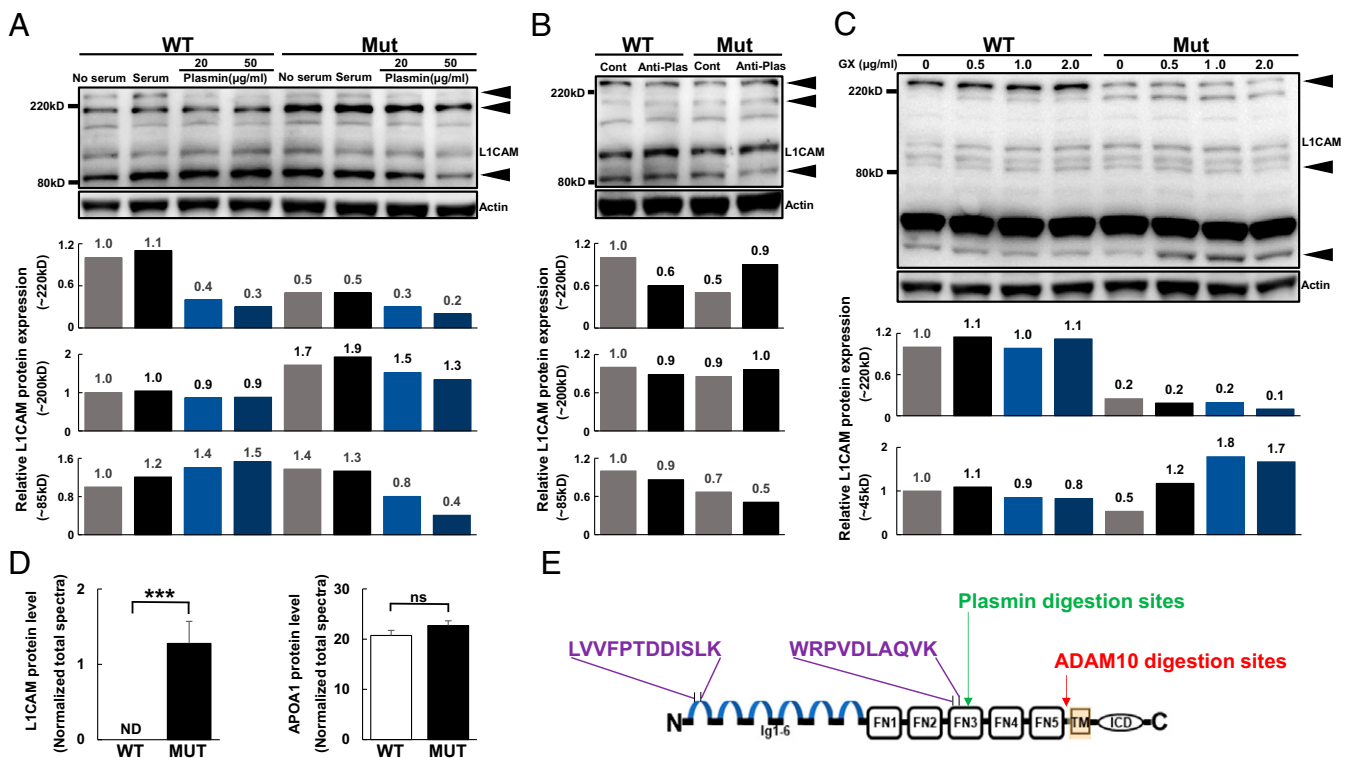 A
WT Mut
20 50 20 50
No serum Serum Plasmin(µg/ml) No serum Serum Plasmin(µg/ml)
220kD
L1CAM
80kD
Actin
Relative L1CAM protein expression
(~220kD)
1.2
0.6
0
1.0 1.1 0.4 0.3 0.5 0.5 0.3 0.2
(~200kD)
2
1
0
1.0 1.0 0.9 0.9 1.7 1.9 1.5 1.3
(~85kD)
1.6
0.8
0
1.0 1.2 1.4 1.5 1.4 1.3 0.8 0.4
B
WT Mut
Cont Anti-Plas Cont Anti-Plas
220kD
L1CAM
80kD
Actin
Relative L1CAM protein expression
(~220kD)
1.2
0.6
0
1.0 0.6 0.5 0.9
(~200kD)
1.2
0.6
0
1.0 0.9 0.9 1.0
(~85kD)
1.2
0.6
0
1.0 0.9 0.7 0.5
C
WT Mut
GX (µg/ml) 0 0.5 1.0 2.0 0 0.5 1.0 2.0
220kD
L1CAM
80kD
Actin
Relative L1CAM protein expression
(~220kD)
1.2
0.6
0
1.0 1.1 1.0 1.1 0.2 0.2 0.2 0.1
(~45kD)
2
1
0
1.0 1.1 0.9 0.8 0.5 1.2 1.8 1.7
D
L1CAM protein level
(Normalized total spectra)
2
1
0
***
ND
WT MUT
APOA1 protein level
(Normalized total spectra)
30
20
10
0
ns
WT MUT
E
Plasmin digestion sites
LVVFPTDDISLK WRPVDLAQVK
ADAM10 digestion sites
N FN1 FN2 FN3 FN4 FN5 TM ICD C
Ig1-6